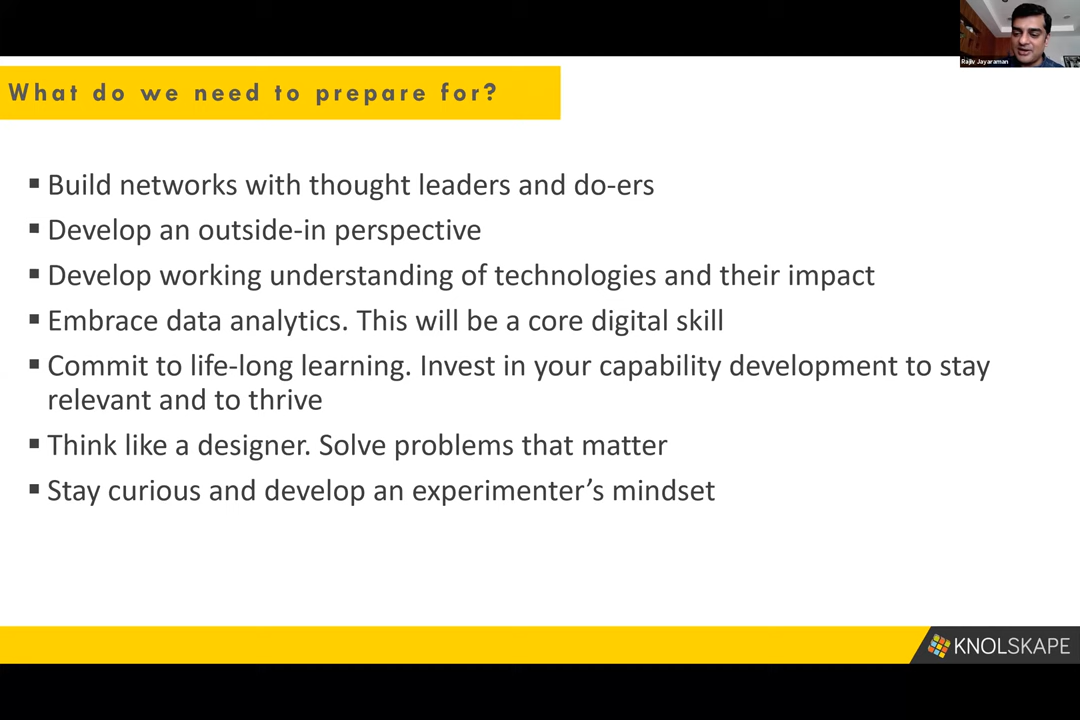 Rajiv Jayaraman
What do we need to prepare for?
▪ Build networks with thought leaders and do-ers
▪ Develop an outside-in perspective
▪ Develop working understanding of technologies and their impact
▪ Embrace data analytics. This will be a core digital skill
▪ Commit to life-long learning. Invest in your capability development to stay
relevant and to thrive
▪ Think like a designer. Solve problems that matter
▪ Stay curious and develop an experimenter’s mindset
KNOLSKAPE